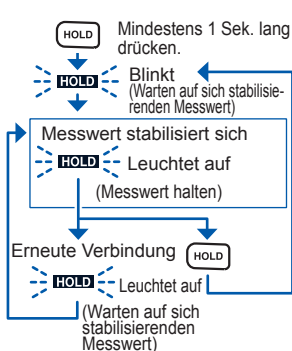 HOLD Mindestens 1 Sek. lang
drücken.
HOLD Blinkt
(Warten auf sich stabilisie-
renden Messwert)
Messwert stabilisiert sich
HOLD Leuchtet auf
(Messwert halten)
Erneute Verbindung HOLD
HOLD Leuchtet auf
(Warten auf sich
stabilisierenden
Messwert)